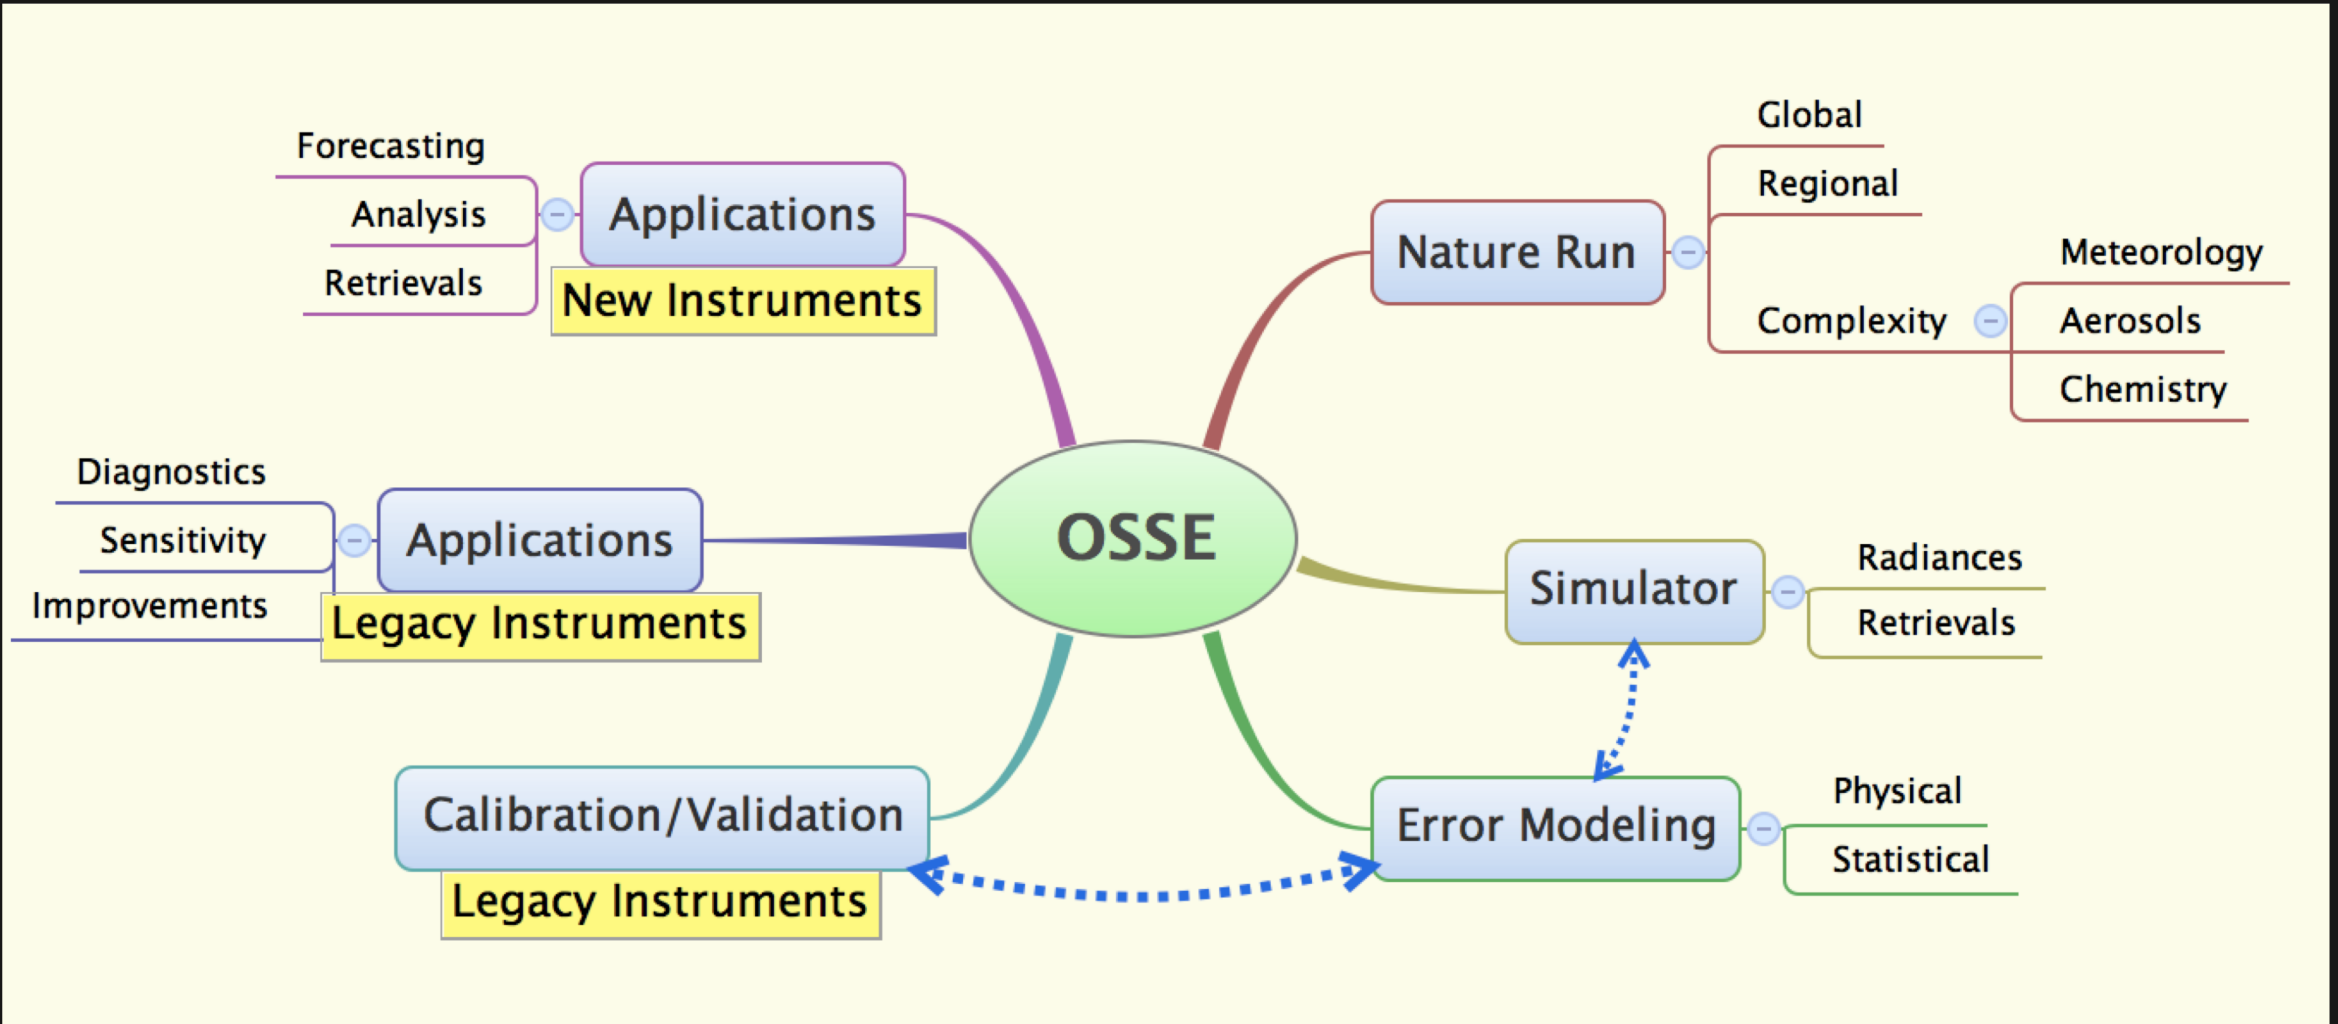 OSSE
Nature Run
Global
Regional
Complexity
Meteorology
Aerosols
Chemistry
Simulator
Radiances
Retrievals
Error Modeling
Physical
Statistical
Applications
New Instruments
Forecasting
Analysis
Retrievals
Applications
Legacy Instruments
Diagnostics
Sensitivity
Improvements
Calibration/Validation
Legacy Instruments